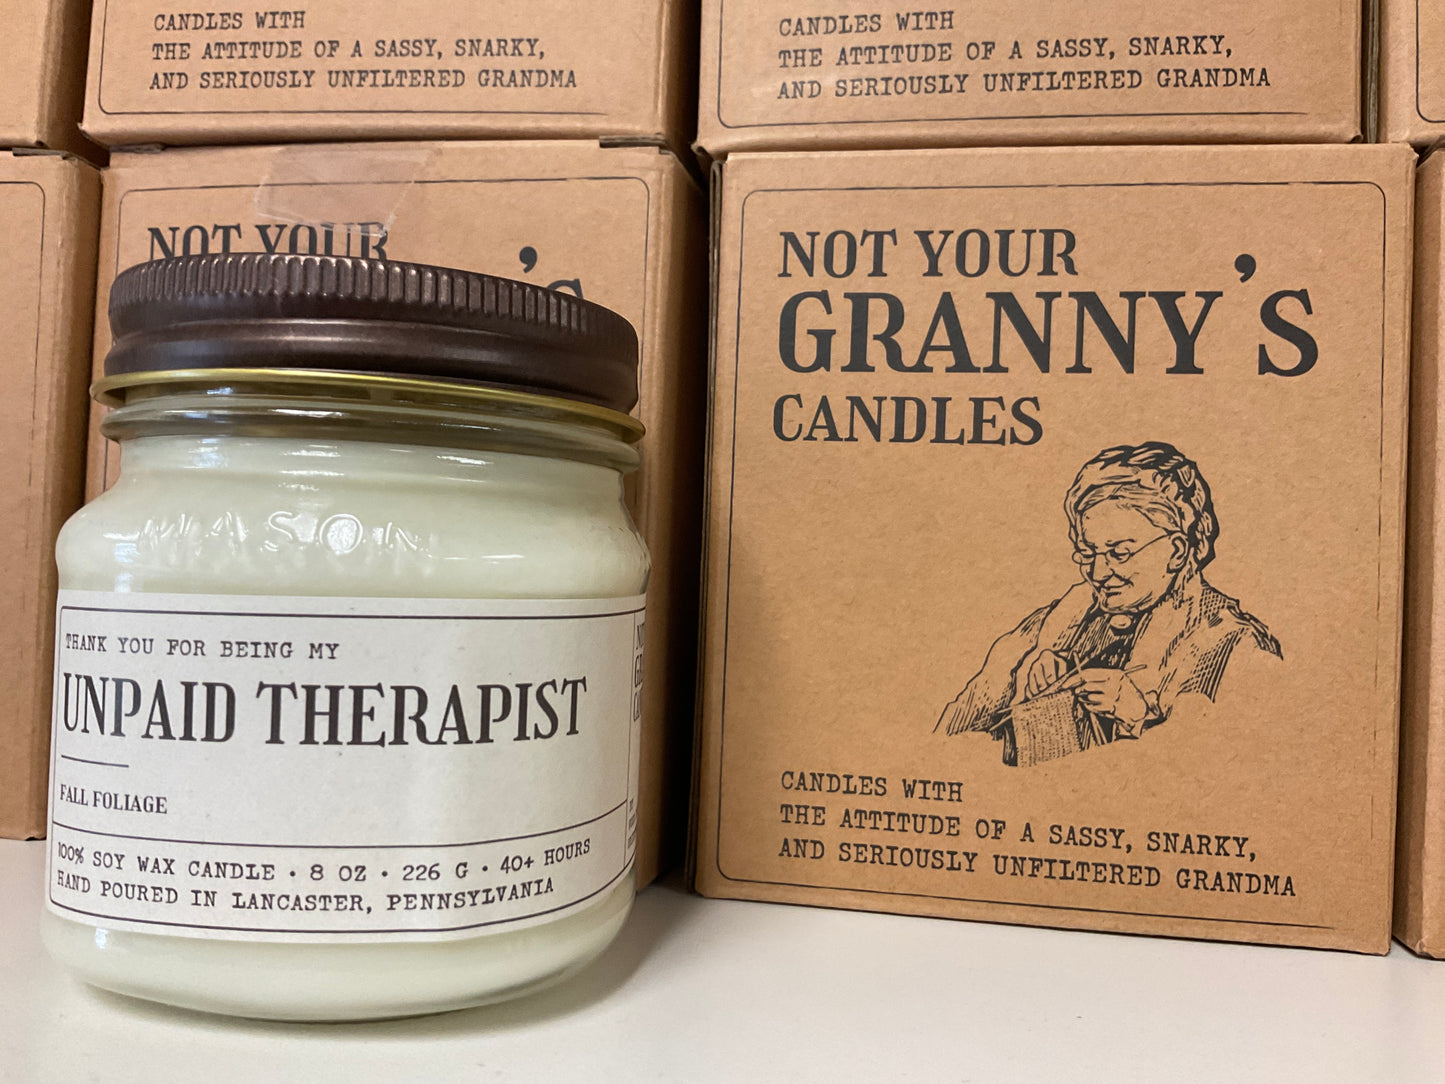 CANDLES WITH
THE ATTITUDE OF A SASSY, SNARKY,
AND SERIOUSLY UNFILTERED GRANDMA
CANDLES WITH
THE ATTITUDE OF A SASSY, SNARKY,
AND SERIOUSLY UNFILTERED GRANDMA
NOT YOUR
'S
MASON
THANK YOU FOR BEING MY
UNPAID THERAPIST
FALL FOLIAGE
100% SOY WAX CANDLE • 8 OZ • 226 G • 40+ HOURS
HAND POURED IN LANCASTER, PENNSYLVANIA
NOT YOUR
GRANNY'S
CANDLES
CANDLES WITH
THE ATTITUDE OF A SASSY, SNARKY,
AND SERIOUSLY UNFILTERED GRANDMA